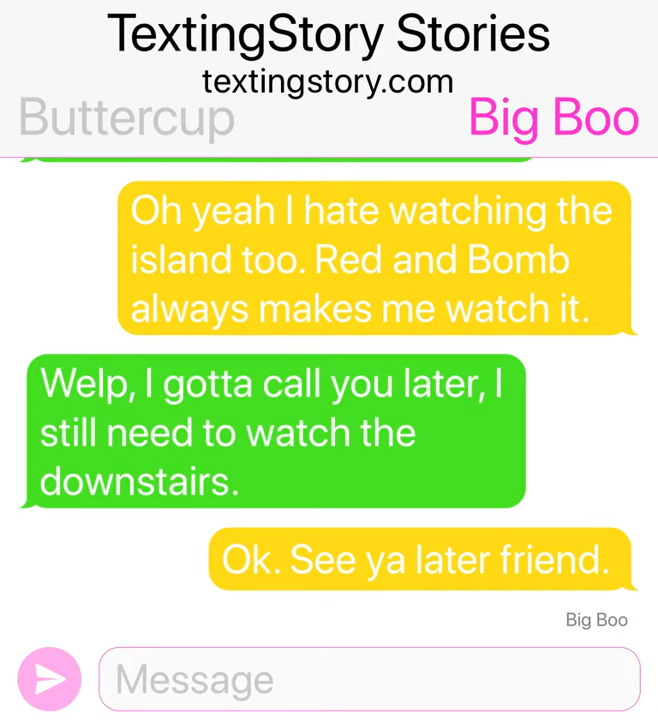 TextingStory Stories
textingstory.com
Buttercup
Big Boo
Oh yeah I hate watching the
island too. Red and Bomb
always makes me watch it.
Welp, I gotta call you later, I
still need to watch the
downstairs.
Ok. See ya later friend.
Big Boo
Message